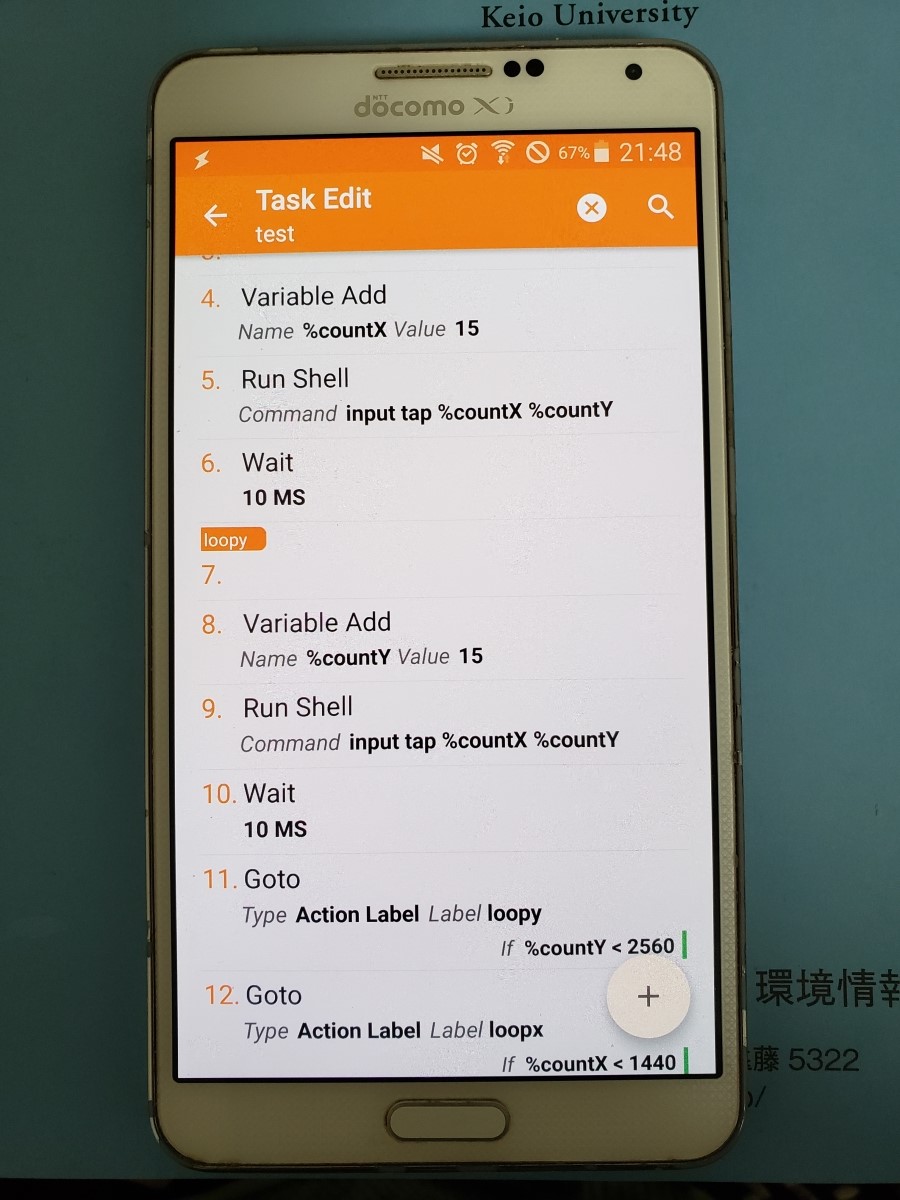 Keio University
NTT
döcomo Xi
67% 21:48
Task Edit
test
4. Variable Add
Name %countX Value 15
5. Run Shell
Command input tap %countX %countY
6. Wait
10 MS
loopy
7.
8. Variable Add
Name %countY Value 15
9. Run Shell
Command input tap %countX %countY
10. Wait
10 MS
11. Goto
Type Action Label Label loopy
If %countY < 2560
+
12. Goto
Type Action Label Label loopx
If %countX < 1440
環境情報
藤 5322
/